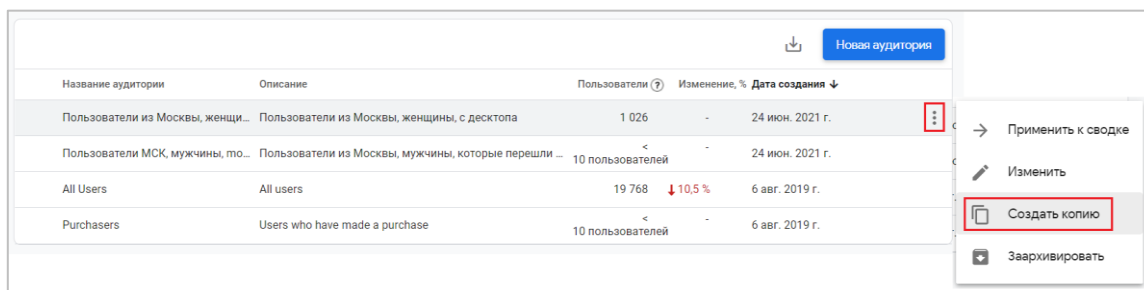 Новая аудитория
Название аудитории Описание Пользователи ? Изменение, % Дата создания ↓
Пользователи из Москвы, женщи... Пользователи из Москвы, женщины, с десктопа 1 026 - 24 июн. 2021 г.
Пользователи МСК, мужчины, mo... Пользователи из Москвы, мужчины, которые перешли ... < 10 пользователей - 24 июн. 2021 г.
All Users All users 19 768 ↓ 10,5 % 6 авг. 2019 г.
Purchasers Users who have made a purchase < 10 пользователей - 6 авг. 2019 г.
Применить к сводке
Изменить
Создать копию
Заархивировать